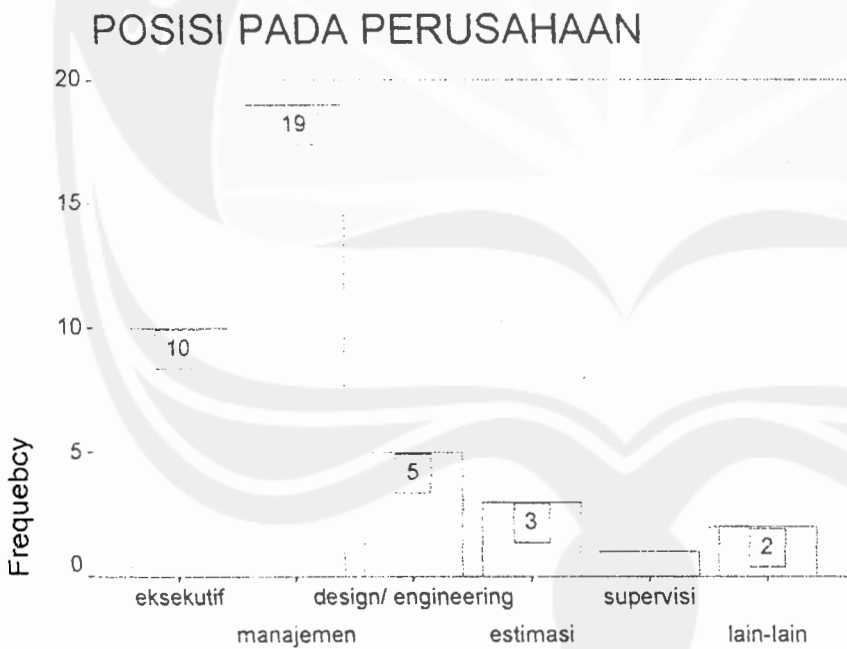 POSISI PADA PERUSAHAAN
20
19
15
10
10
5
5
3
2
0
Frequebcy
eksekutif
design/ engineering
supervisi
manajemen
estimasi
lain-lain